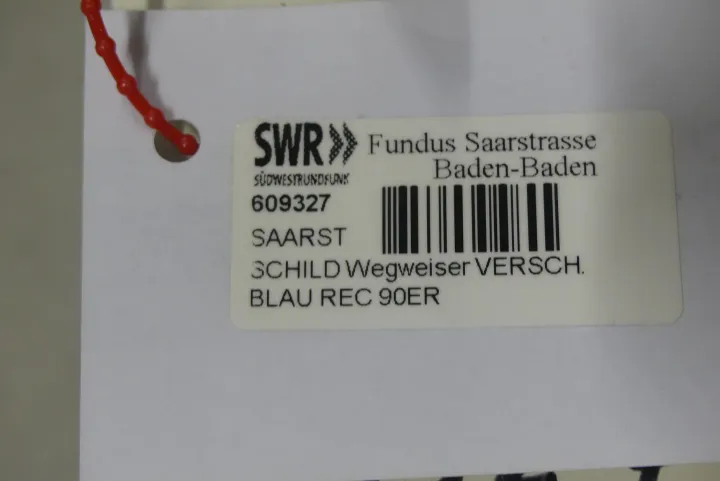 SWR Fundus Saarstrasse
SÜDWESTRUNDFUNK Baden-Baden
609327
SAARST
SCHILD Wegweiser VERSCH.
BLAU REC 90ER